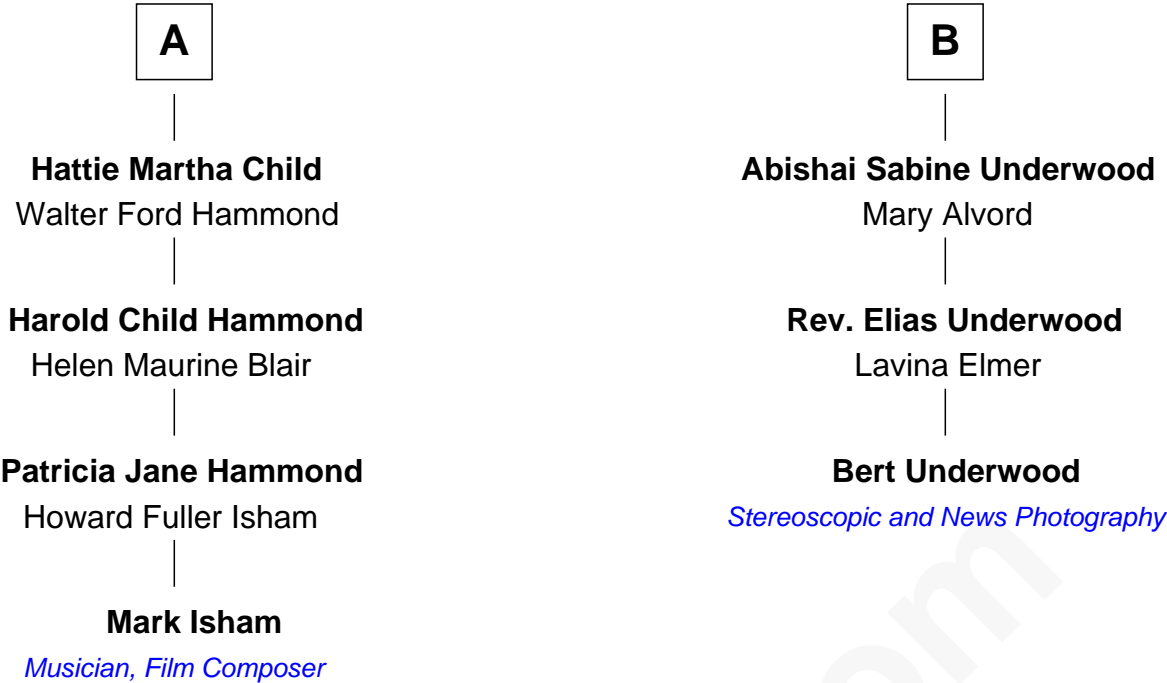 A
B
Hattie Martha Child
Walter Ford Hammond
Abishai Sabine Underwood
Mary Alvord
Harold Child Hammond
Helen Maurine Blair
Rev. Elias Underwood
Lavina Elmer
Patricia Jane Hammond
Howard Fuller Isham
Bert Underwood
Stereoscopic and News Photography
Mark Isham
Musician, Film Composer
om